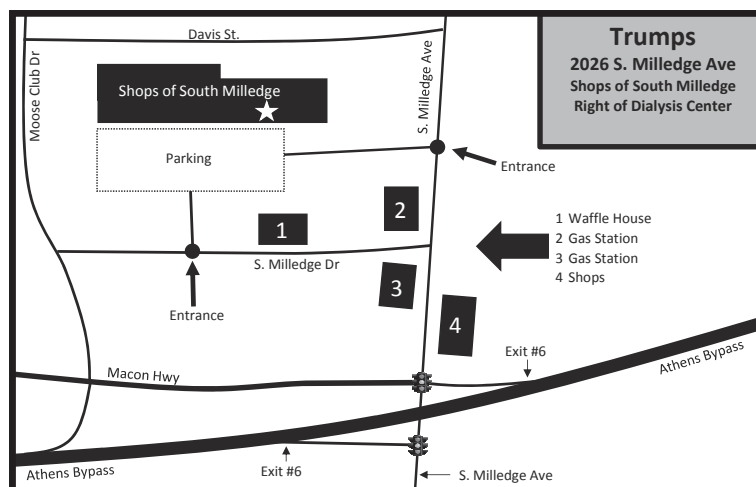 Davis St.
Trumps
2026 S. Milledge Ave
Shops of South Milledge
Right of Dialysis Center
Moose Club Dr
S. Milledge Ave
Shops of South Milledge
Parking
Entrance
1 Waffle House
2 Gas Station
3 Gas Station
4 Shops
2
1
S. Milledge Dr
3
Entrance
4
Exit #6
Athens Bypass
Macon Hwy
Athens Bypass
Exit #6
S. Milledge Ave